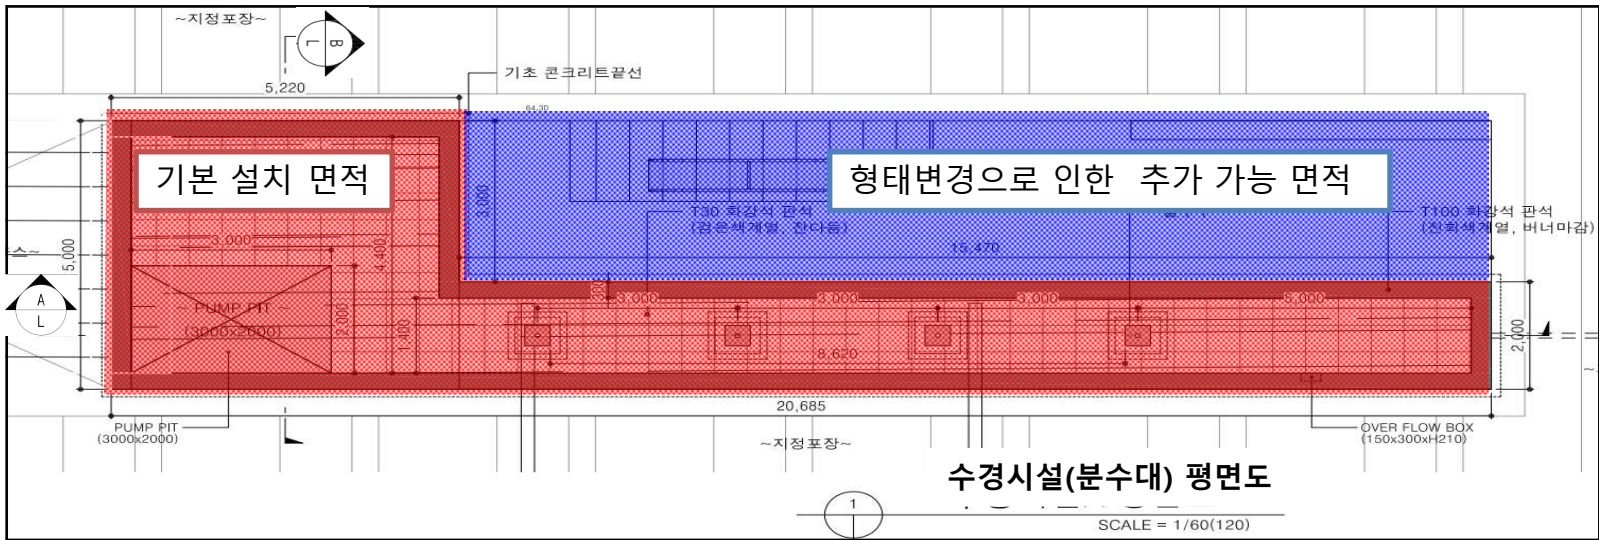 ~지정포장~
B
L
기초 콘크리트끝선
5,220
64.30
기본 설치 면적
형태변경으로 인한 추가 가능 면적
3,000
T30 화강석 판석
(검은색계열, 잔다듬)
T100 화강석 판석
(진회색계열, 버너마감)
3,000
4,400
5,000
15,470
A
L
PUMP PIT ~
(3000x2000)
2,000
1,400
300
3,000
3,000
3,000
5,000
8,620
2,000
20,685
PUMP PIT
(3000x2000)
~지정포장~
OVER FLOW BOX
(150x300xH210)
수경시설(분수대) 평면도
1
SCALE = 1/60(120)